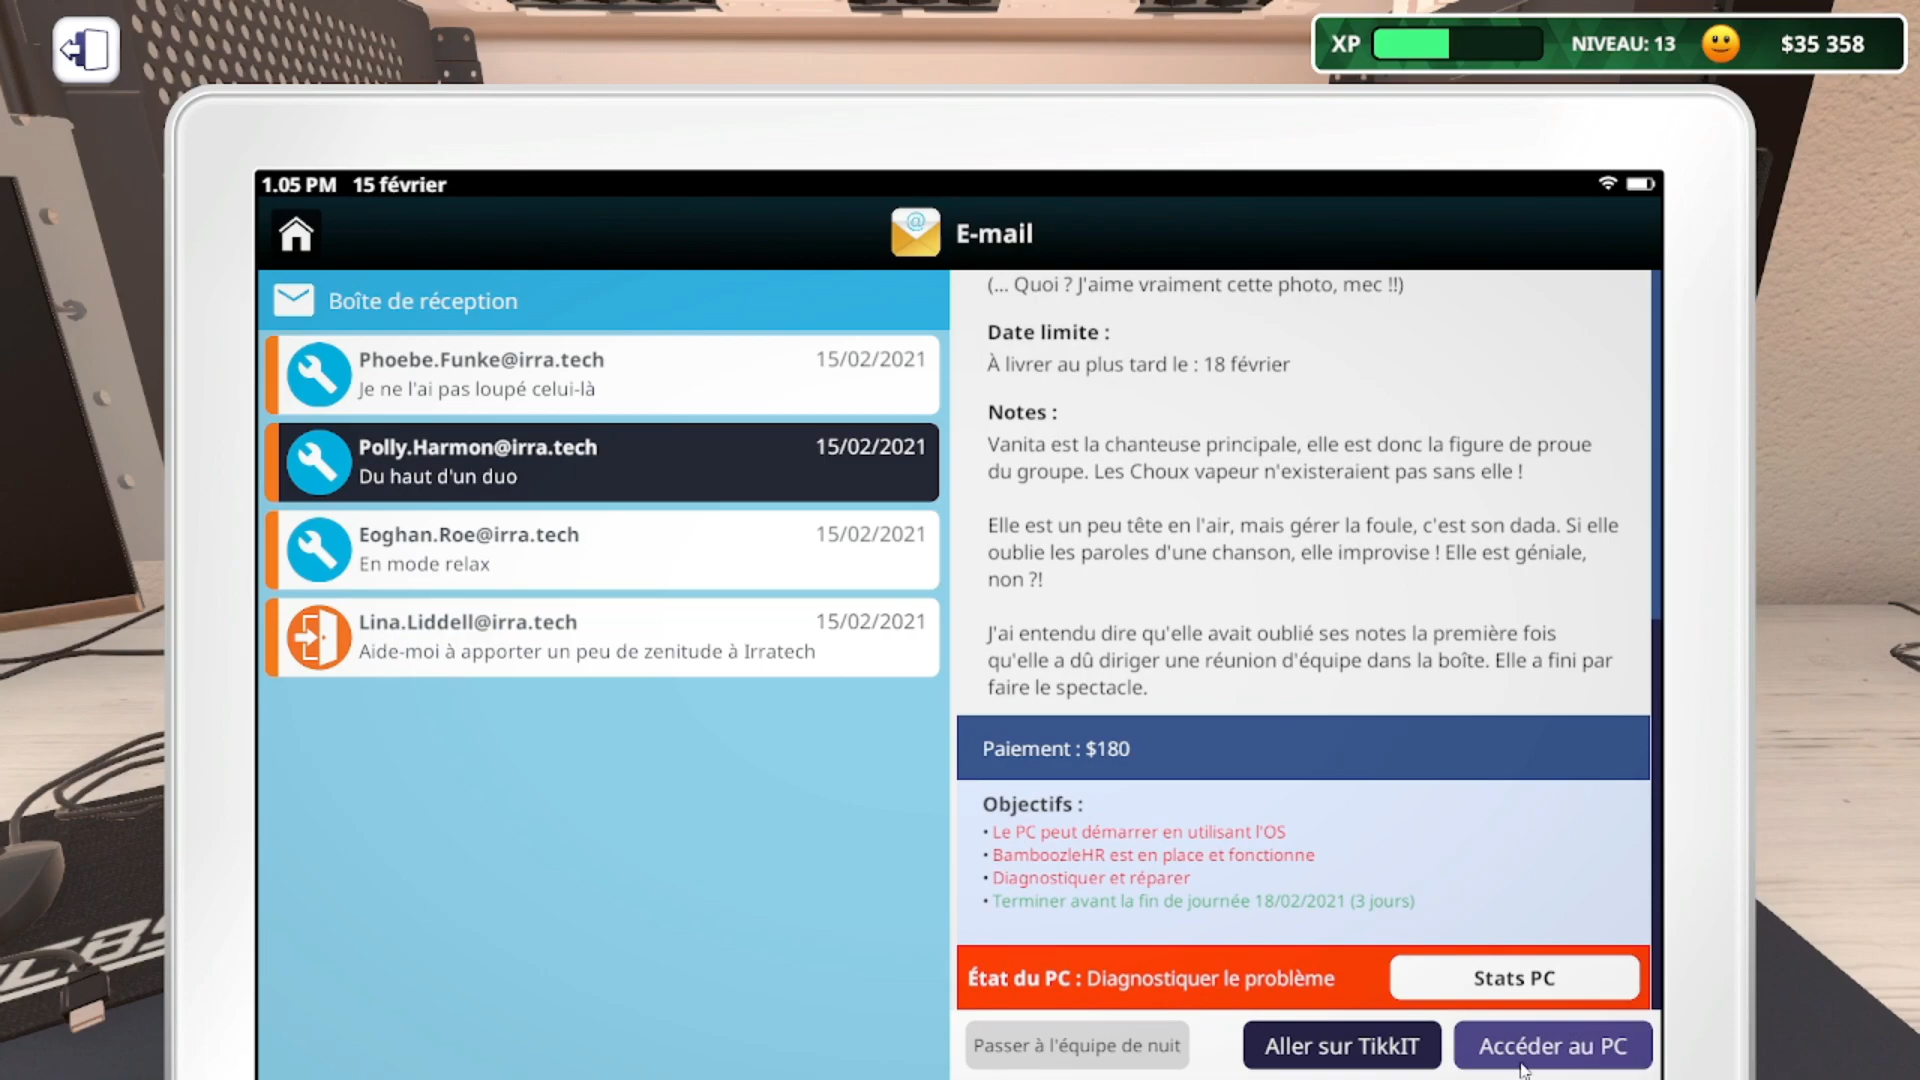 XP
NIVEAU: 13
$35 358
1.05 PM 15 février
E-mail
Boîte de réception
Phoebe.Funke@irra.tech 15/02/2021
Je ne l'ai pas loupé celui-là
Polly.Harmon@irra.tech 15/02/2021
Du haut d'un duo
Eoghan.Roe@irra.tech 15/02/2021
En mode relax
Lina.Liddell@irra.tech 15/02/2021
Aide-moi à apporter un peu de zenitude à Irratech
(... Quoi ? J'aime vraiment cette photo, mec !!)
Date limite :
À livrer au plus tard le : 18 février
Notes :
Vanita est la chanteuse principale, elle est donc la figure de proue
du groupe. Les Choux vapeur n'existeraient pas sans elle !
Elle est un peu tête en l'air, mais gérer la foule, c'est son dada. Si elle
oublie les paroles d'une chanson, elle improvise ! Elle est géniale,
non ?!
J'ai entendu dire qu'elle avait oublié ses notes la première fois
qu'elle a dû diriger une réunion d'équipe dans la boîte. Elle a fini par
faire le spectacle.
Paiement : $180
Objectifs :
• Le PC peut démarrer en utilisant l'OS
• BamboozleHR est en place et fonctionne
• Diagnostiquer et réparer
• Terminer avant la fin de journée 18/02/2021 (3 jours)
État du PC : Diagnostiquer le problème
Stats PC
Passer à l'équipe de nuit
Aller sur TikkIT
Accéder au PC